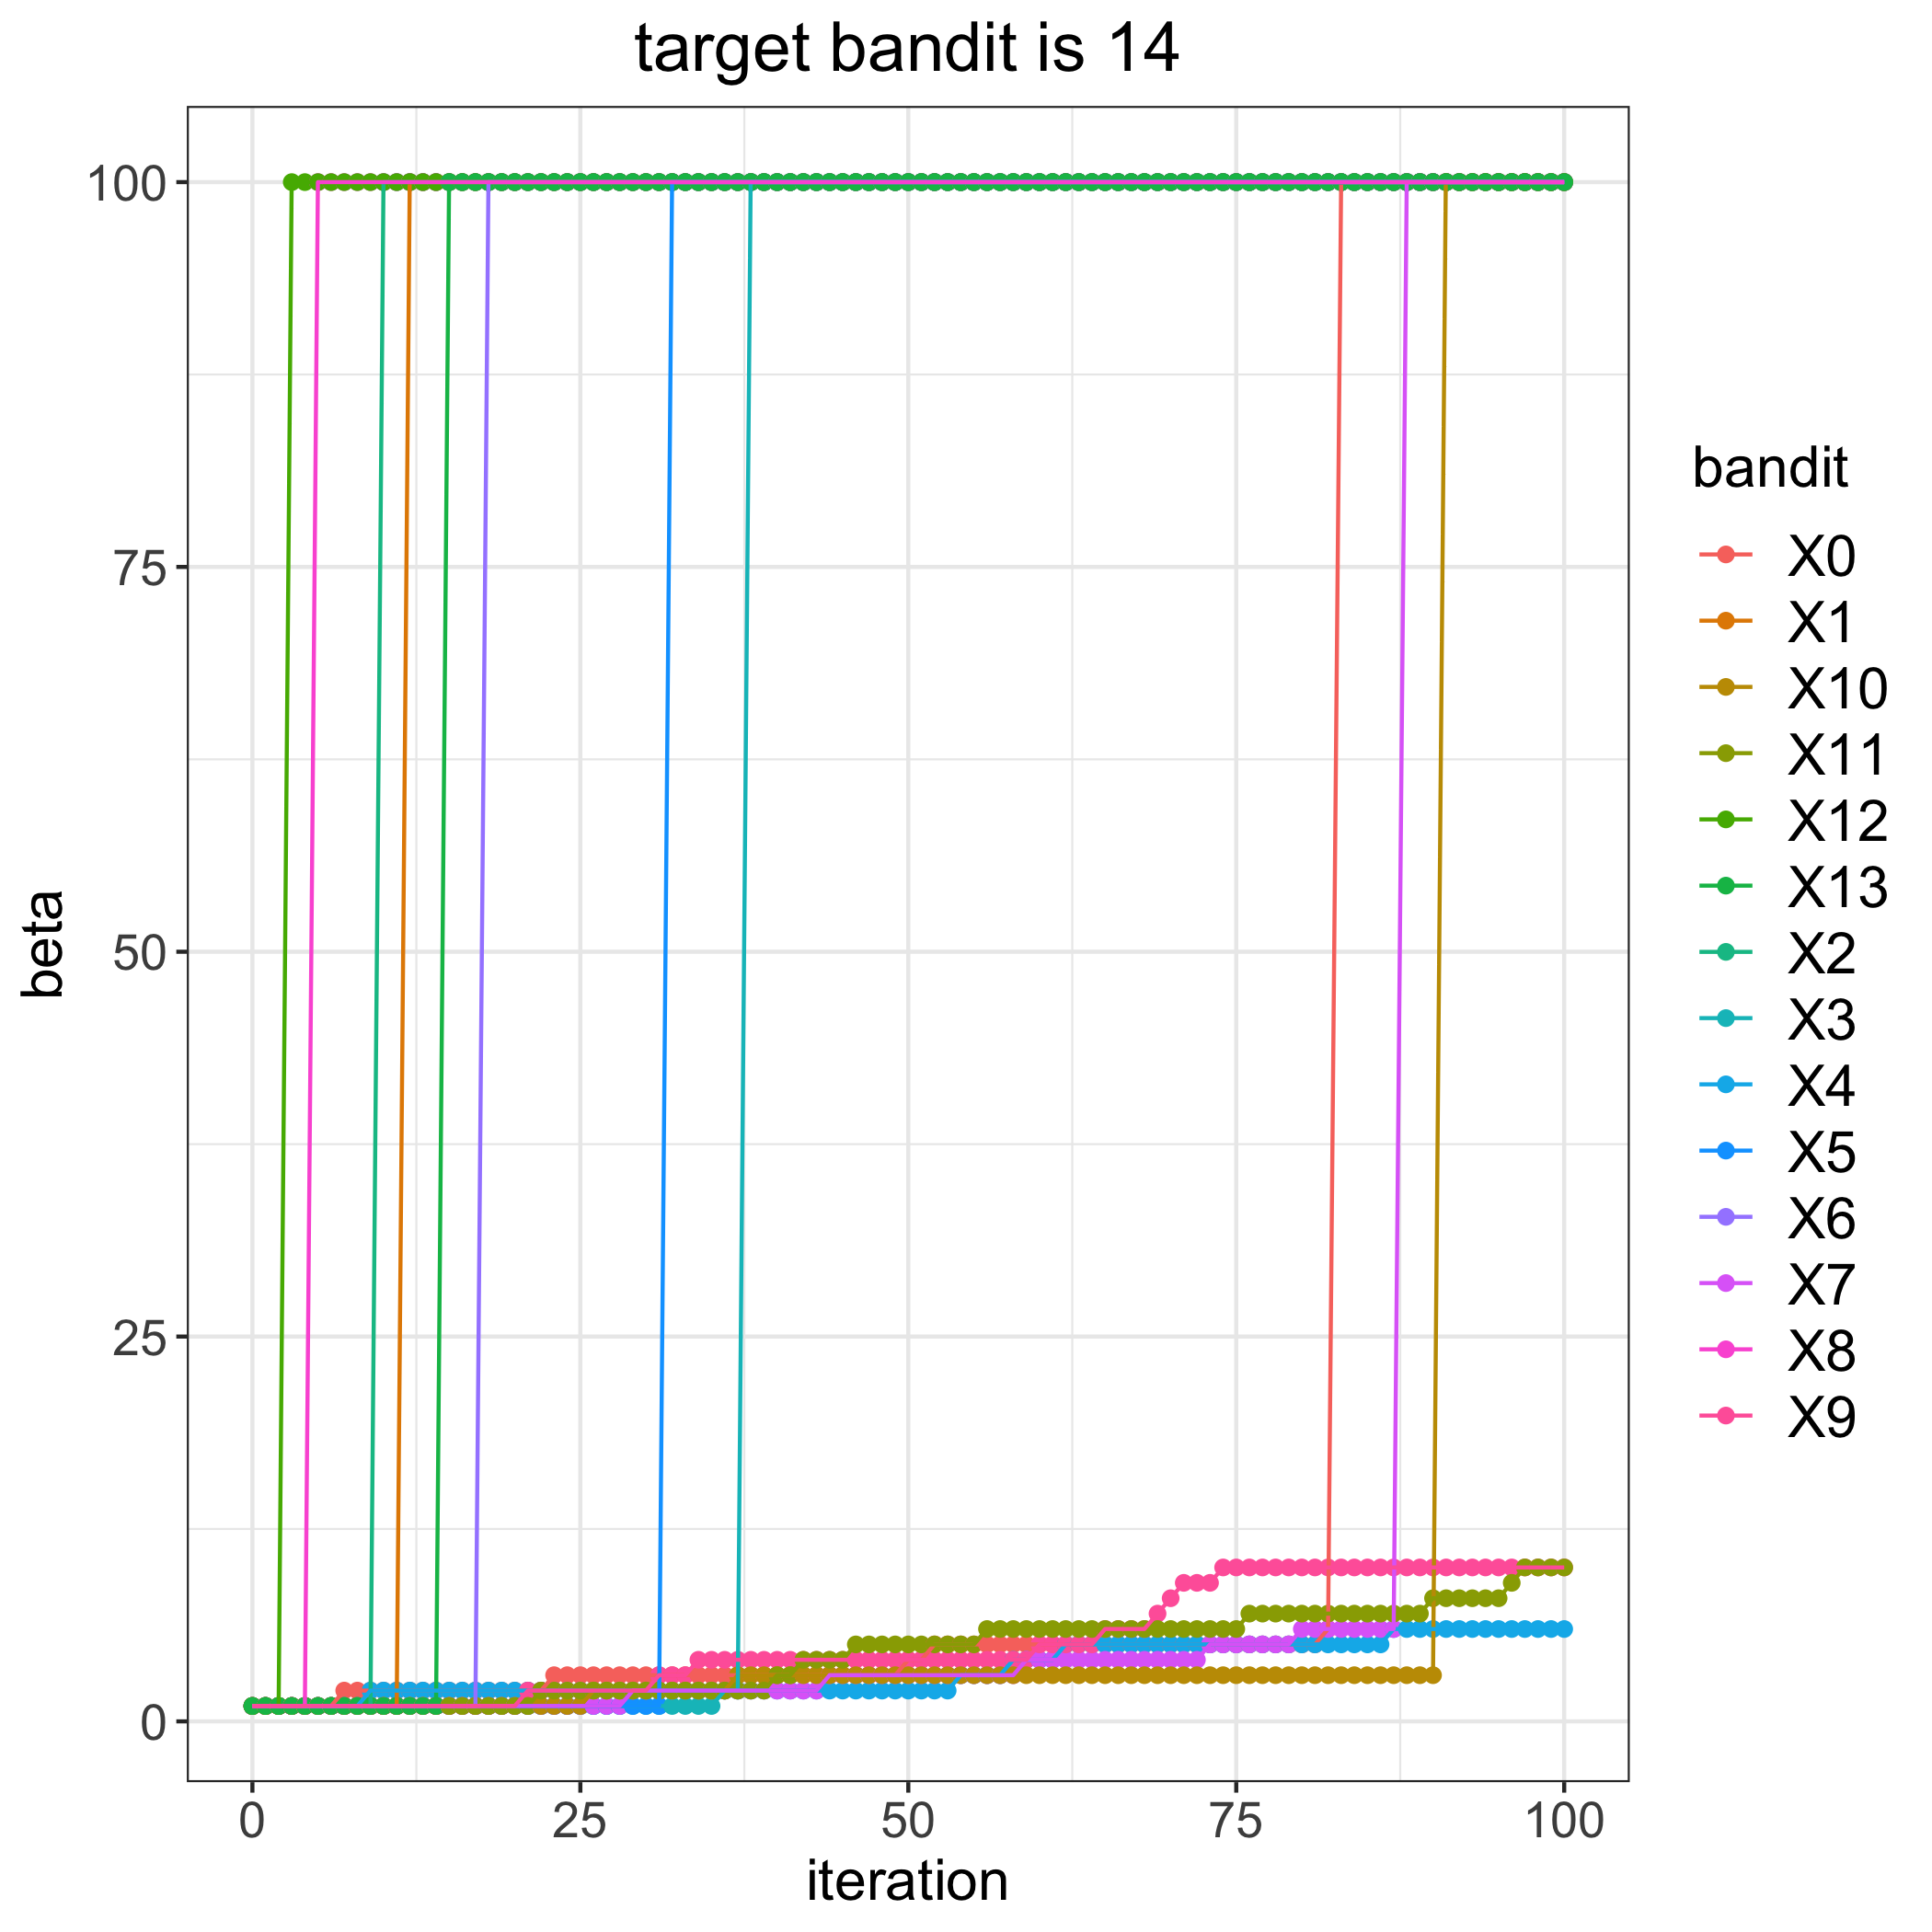 target bandit is 14
100
75
50
25
0
beta
0 25 50 75 100
iteration
bandit
X0
X1
X10
X11
X12
X13
X2
X3
X4
X5
X6
X7
X8
X9